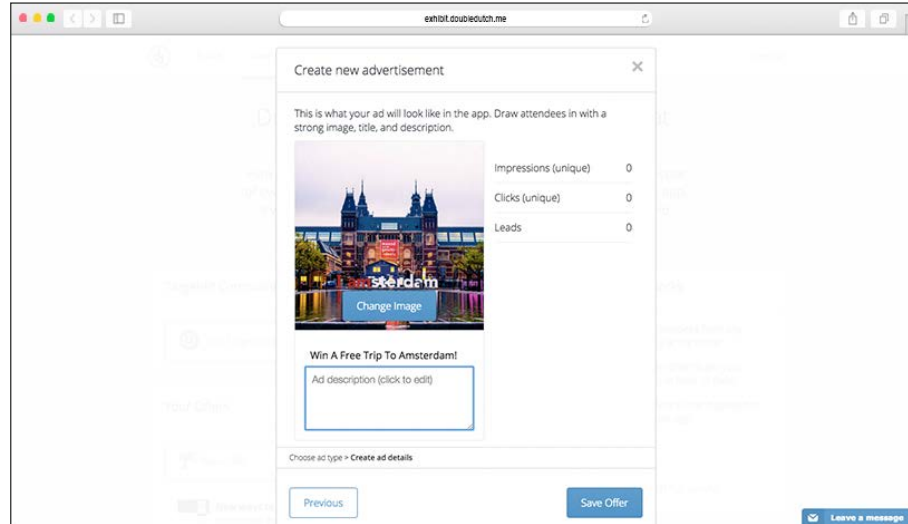 exhibit.doubledutch.me
Create new advertisement
This is what your ad will look like in the app. Draw attendees in with a
strong image, title, and description.
Impressions (unique) 0
Clicks (unique) 0
Leads 0
I amsterdam
Change Image
Win A Free Trip To Amsterdam!
Ad description (click to edit)
Choose ad type > Create ad details
Previous
Save Offer
Leave a message